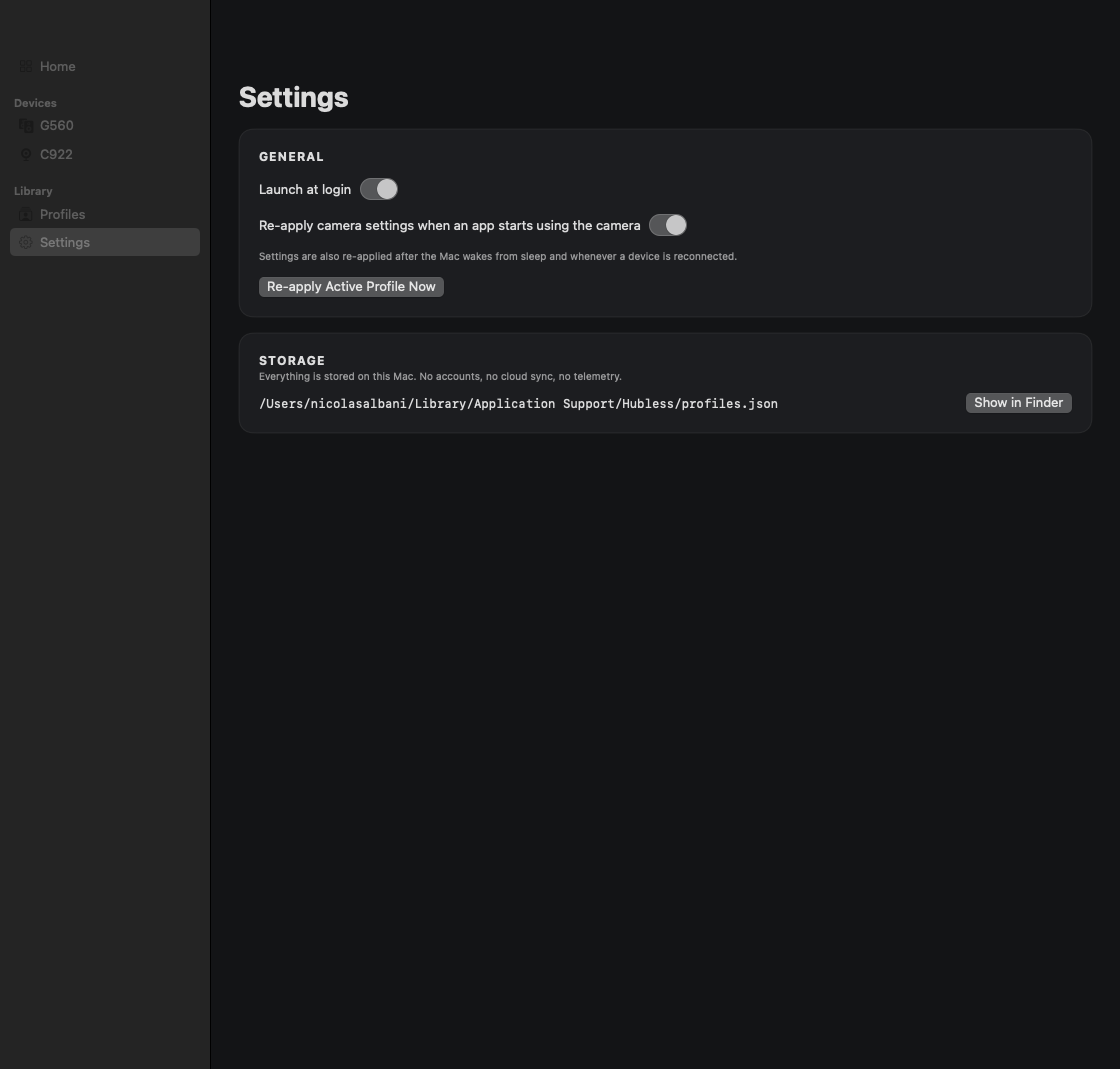 Home
Devices
G560
C922
Library
Profiles
Settings
Settings
GENERAL
Launch at login
Re-apply camera settings when an app starts using the camera
Settings are also re-applied after the Mac wakes from sleep and whenever a device is reconnected.
Re-apply Active Profile Now
STORAGE
Everything is stored on this Mac. No accounts, no cloud sync, no telemetry.
/Users/nicolasalbani/Library/Application Support/Hubless/profiles.json
Show in Finder